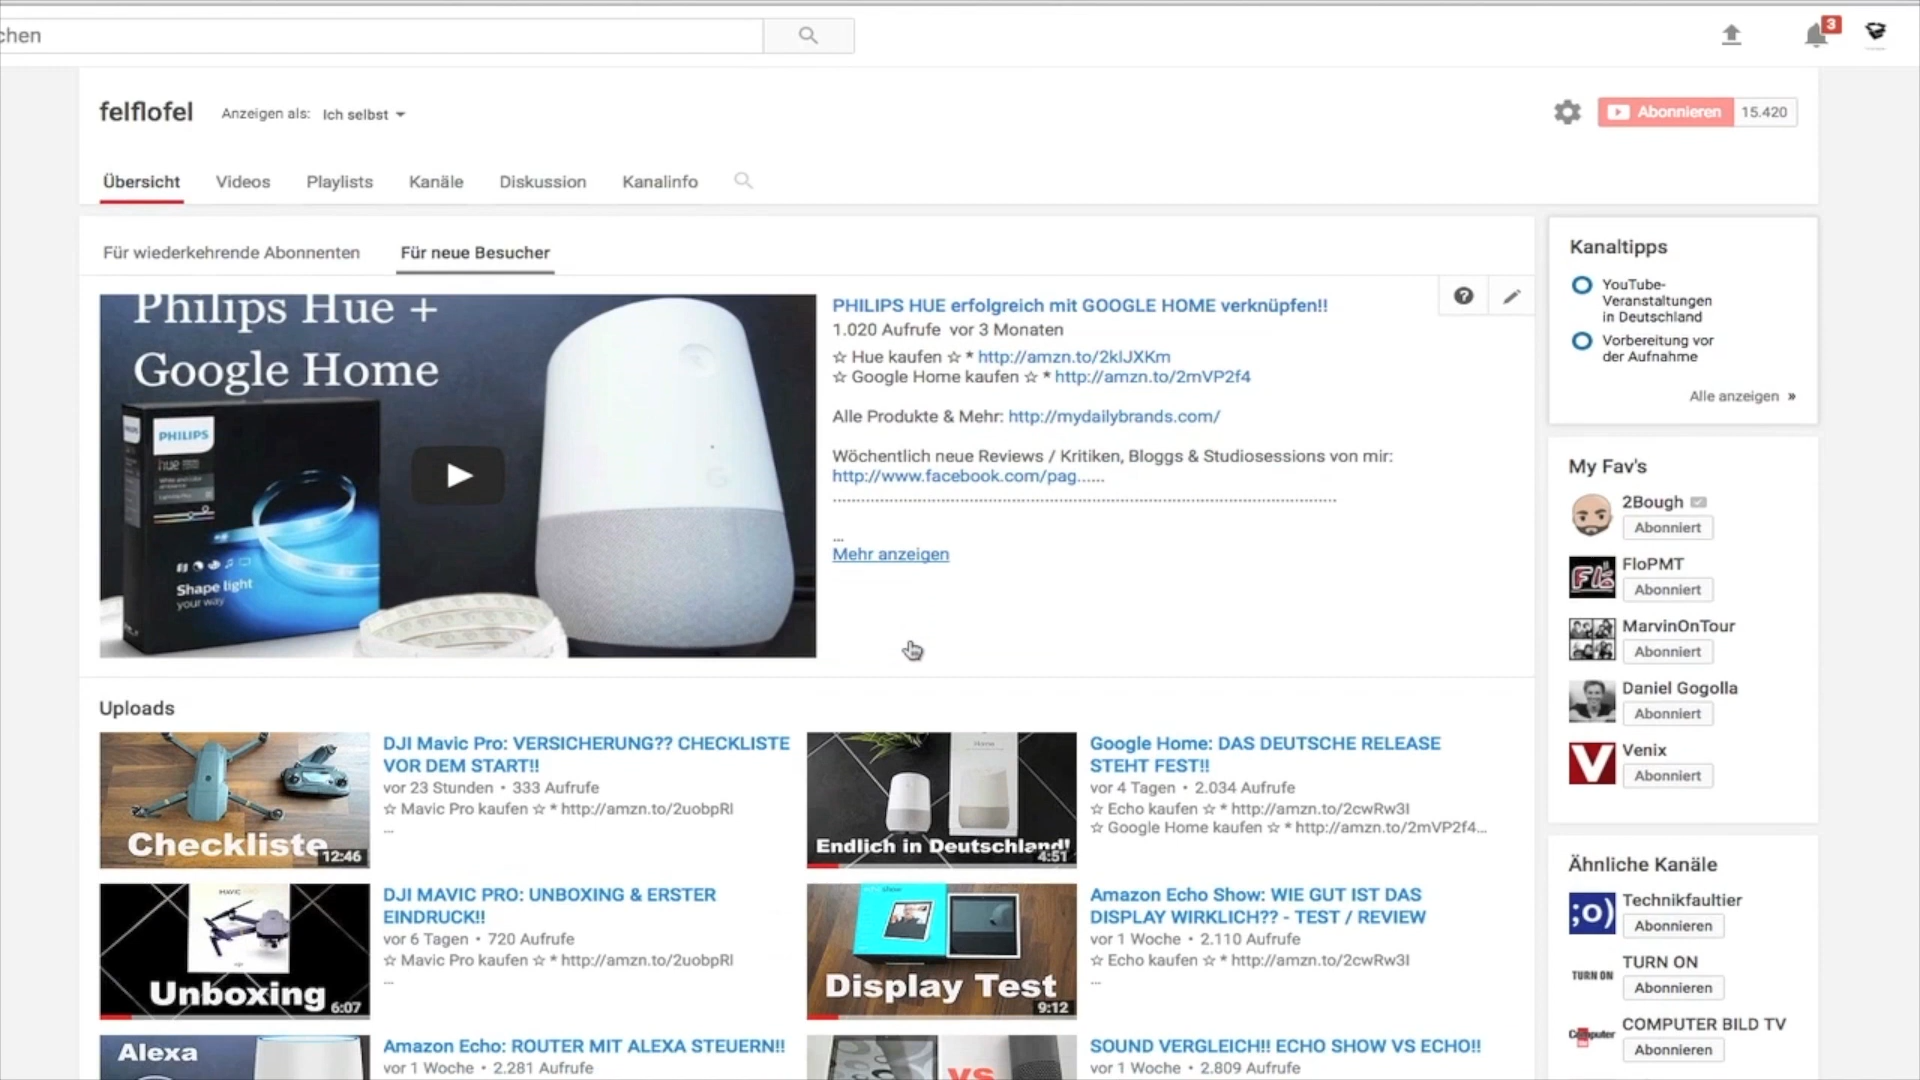 chen
3
felflofel
Anzeigen als: Ich selbst
Abonnieren 15.420
Übersicht Videos Playlists Kanäle Diskussion Kanalinfo
Für wiederkehrende Abonnenten Für neue Besucher
Philips Hue +
Google Home
PHILIPS
hue
Shape light
your way
PHILIPS HUE erfolgreich mit GOOGLE HOME verknüpfen!!
1.020 Aufrufe vor 3 Monaten
☆ Hue kaufen ☆ * http://amzn.to/2klJXKm
☆ Google Home kaufen ☆ * http://amzn.to/2mVP2f4
Alle Produkte & Mehr: http://mydailybrands.com/
Wöchentlich neue Reviews / Kritiken, Bloggs & Studiosessions von mir:
http://www.facebook.com/pag......
...
Mehr anzeigen
Uploads
Checkliste
12:46
DJI Mavic Pro: VERSICHERUNG?? CHECKLISTE
VOR DEM START!!
vor 23 Stunden • 333 Aufrufe
☆ Mavic Pro kaufen ☆ * http://amzn.to/2uobpRl
...
Endlich in Deutschland!
4:51
Google Home: DAS DEUTSCHE RELEASE
STEHT FEST!!
vor 4 Tagen • 2.034 Aufrufe
☆ Echo kaufen ☆ * http://amzn.to/2cwRw3l
☆ Google Home kaufen ☆ * http://amzn.to/2mVP2f4...
Unboxing
6:07
DJI MAVIC PRO: UNBOXING & ERSTER
EINDRUCK!!
vor 6 Tagen • 720 Aufrufe
☆ Mavic Pro kaufen ☆ * http://amzn.to/2uobpRl
...
Display Test
9:12
Amazon Echo Show: WIE GUT IST DAS
DISPLAY WIRKLICH?? - TEST / REVIEW
vor 1 Woche • 2.110 Aufrufe
☆ Echo kaufen ☆ * http://amzn.to/2cwRw3l
...
Alexa
Amazon Echo: ROUTER MIT ALEXA STEUERN!!
vor 1 Woche • 2.281 Aufrufe
VS
SOUND VERGLEICH!! ECHO SHOW VS ECHO!!
vor 1 Woche • 2.809 Aufrufe
Kanaltipps
YouTube-
Veranstaltungen
in Deutschland
Vorbereitung vor
der Aufnahme
Alle anzeigen »
My Fav's
2Bough
Abonniert
FloPMT
Abonniert
MarvinOnTour
Abonniert
Daniel Gogolla
Abonniert
V
Venix
Abonniert
Ähnliche Kanäle
;o)
Technikfaultier
Abonnieren
TURN ON
TURN ON
Abonnieren
COMPUTER BILD TV
Abonnieren